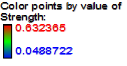 Color points by value of
Strength:
0.632365
0.0488722